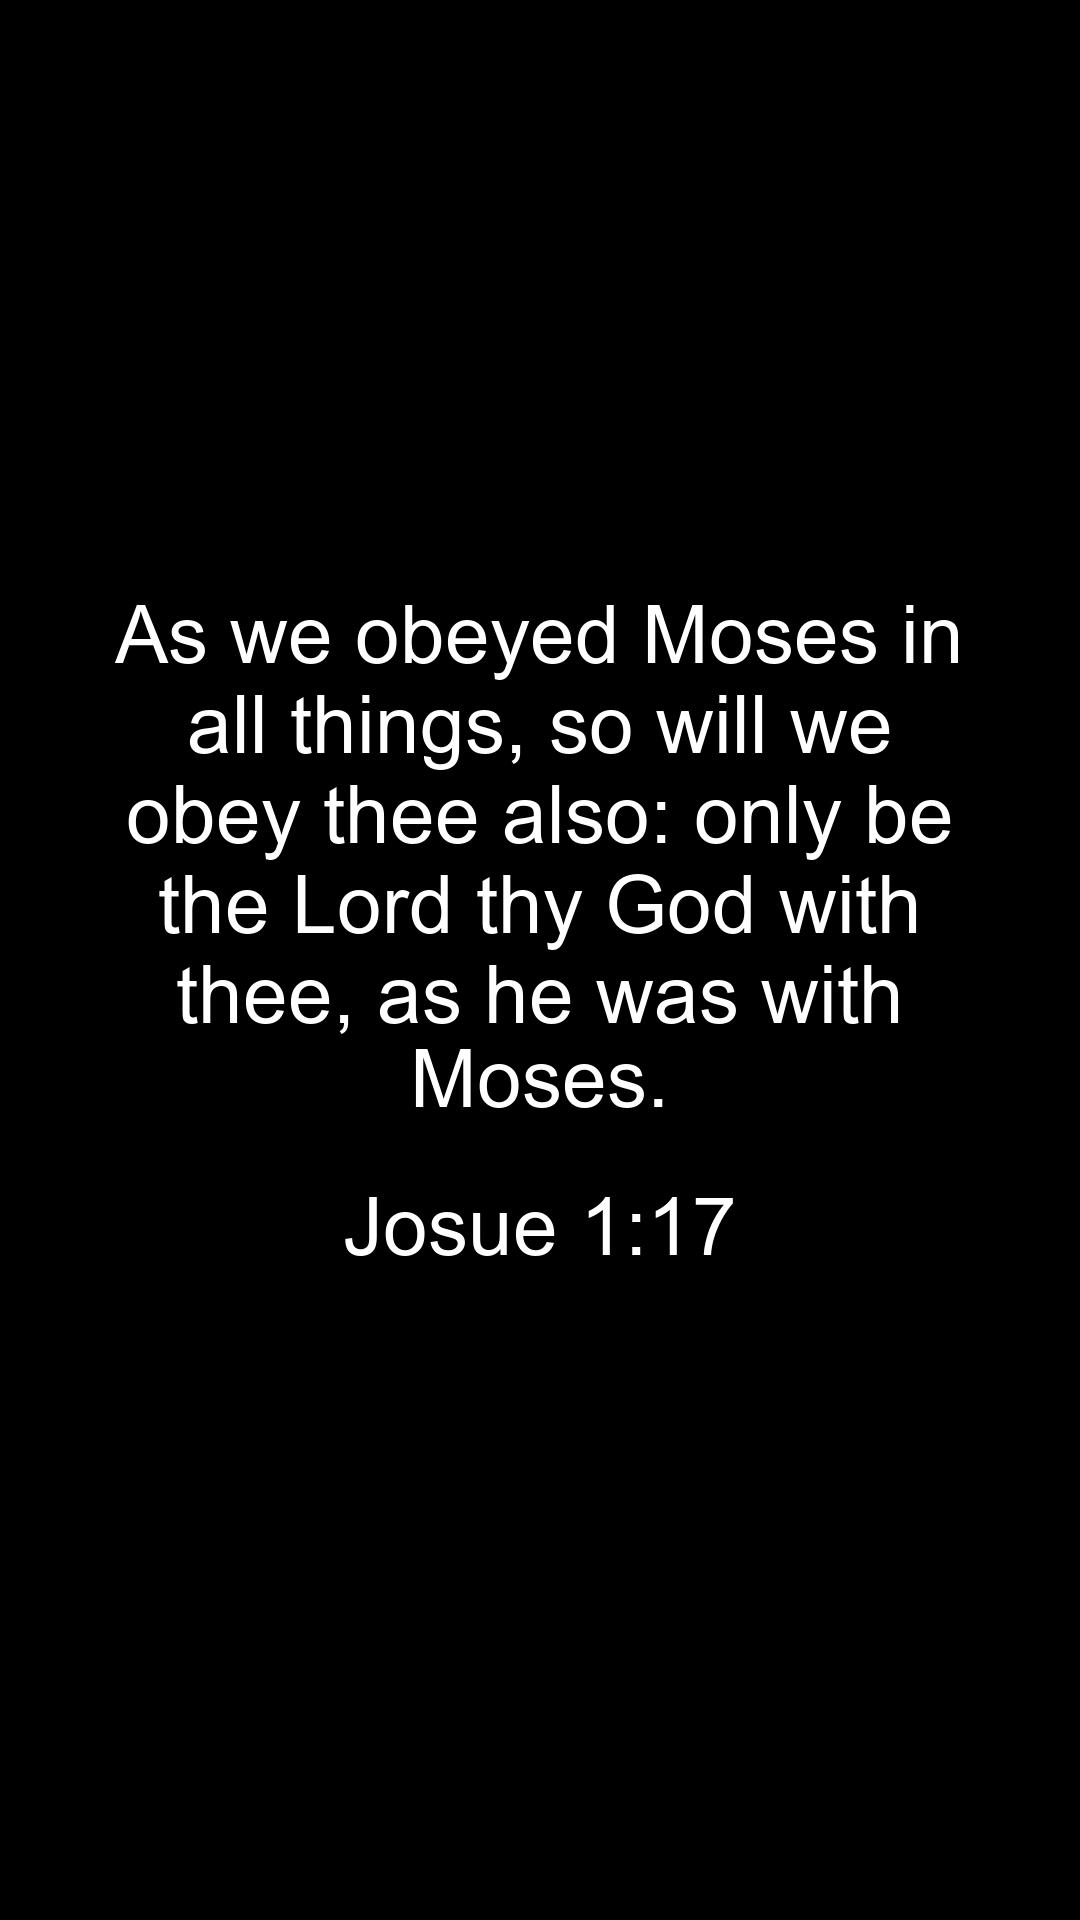 As we obeyed Moses in
all things, so will we
obey thee also: only be
the Lord thy God with
thee, as he was with
Moses.
Josue 1:17